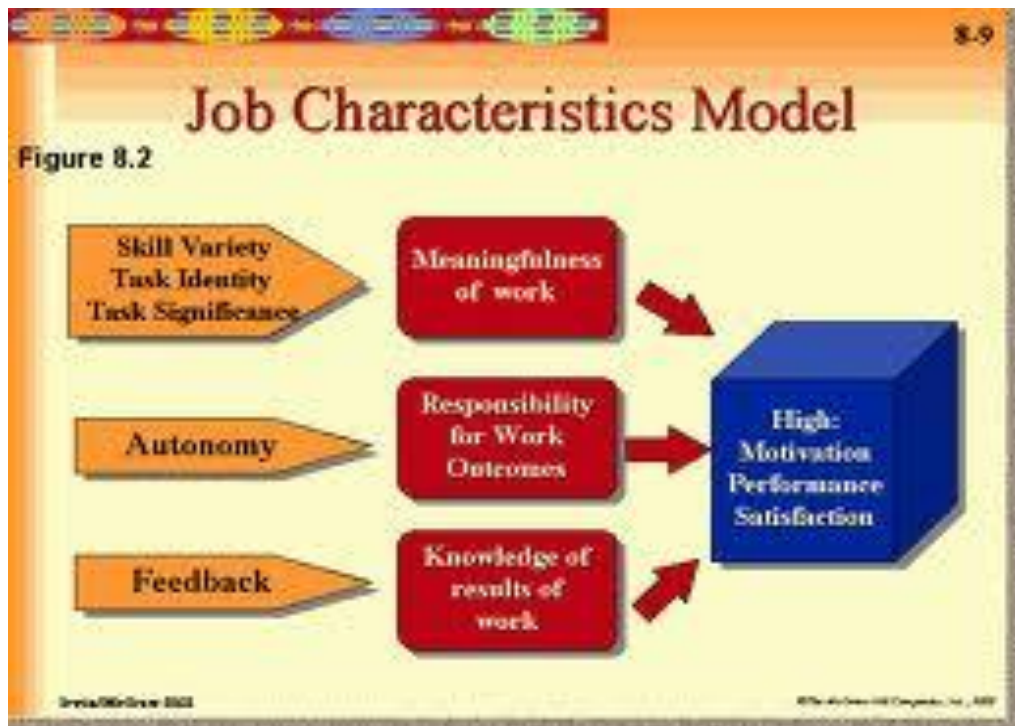 8-9
Job Characteristics Model
Figure 8.2
Skill Variety
Task Identity
Task Significance
Meaningfulness
of work
Autonomy
Responsibility
for Work
Outcomes
Feedback
Knowledge of
results of
work
High:
Motivation
Performance
Satisfaction